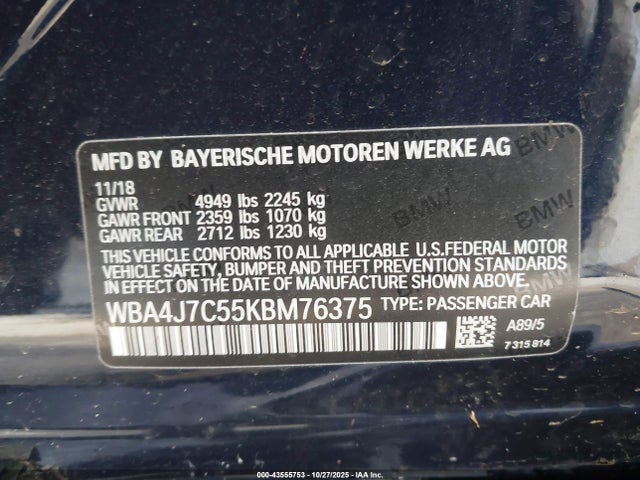 MFD BY BAYERISCHE MOTOREN WERKE AG
11/18
GVWR 4949 lbs 2245 kg
GAWR FRONT 2359 lbs 1070 kg
GAWR REAR 2712 lbs 1230 kg
THIS VEHICLE CONFORMS TO ALL APPLICABLE U.S.FEDERAL MOTOR
VEHICLE SAFETY, BUMPER AND THEFT PREVENTION STANDARDS
IN EFFECT ON THE DATE OF MANUFACTURE SHOWN ABOVE.
WBA4J7C55KBM76375 TYPE: PASSENGER CAR
A89/5
7 315 814
BMW
BMW
BMW
000-43555753 - 10/27/2025 - IAA Inc.